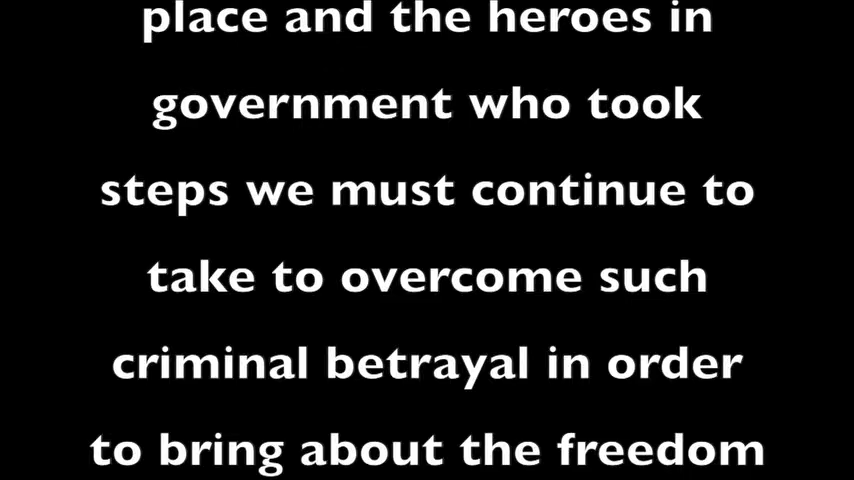 place and the heroes in
government who took
steps we must continue to
take to overcome such
criminal betrayal in order
to bring about the freedom